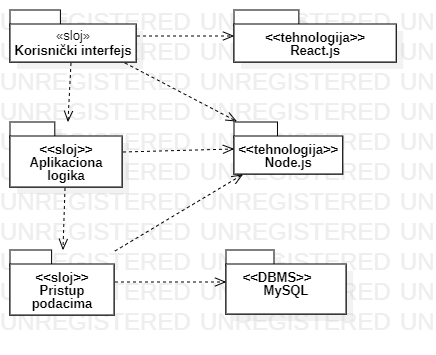 «sloj»
Korisnički interfejs
<<tehnologija>>
React.js
<<sloj>>
Aplikaciona
logika
<<tehnologija>>
Node.js
<<sloj>>
Pristup
podacima
<<DBMS>>
MySQL
UNREGISTERED UNREGISTERED UNREGISTERED